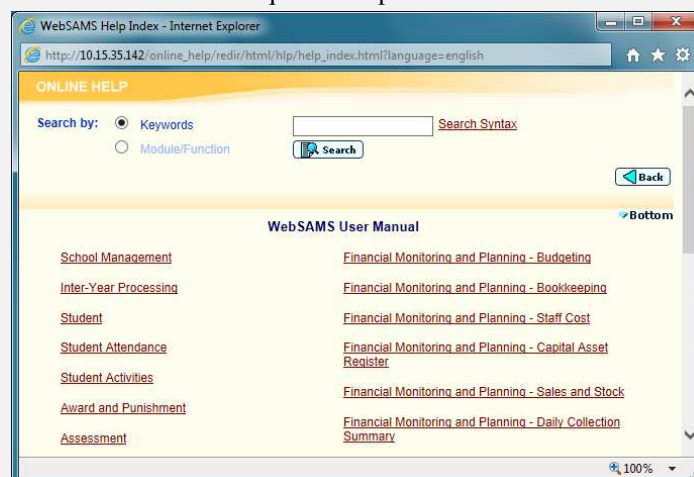 WebSAMS Help Index - Internet Explorer
http://10.15.35.142/online_help/redir/html/hlp/help_index.html?language=english
ONLINE HELP
Search by: Keywords Search Syntax
Module/Function Search
Back
Bottom
WebSAMS User Manual
School Management Financial Monitoring and Planning - Budgeting
Inter-Year Processing Financial Monitoring and Planning - Bookkeeping
Student Financial Monitoring and Planning - Staff Cost
Student Attendance Financial Monitoring and Planning - Capital Asset
Register
Student Activities
Financial Monitoring and Planning - Sales and Stock
Award and Punishment
Financial Monitoring and Planning - Daily Collection
Assessment Summary
100%